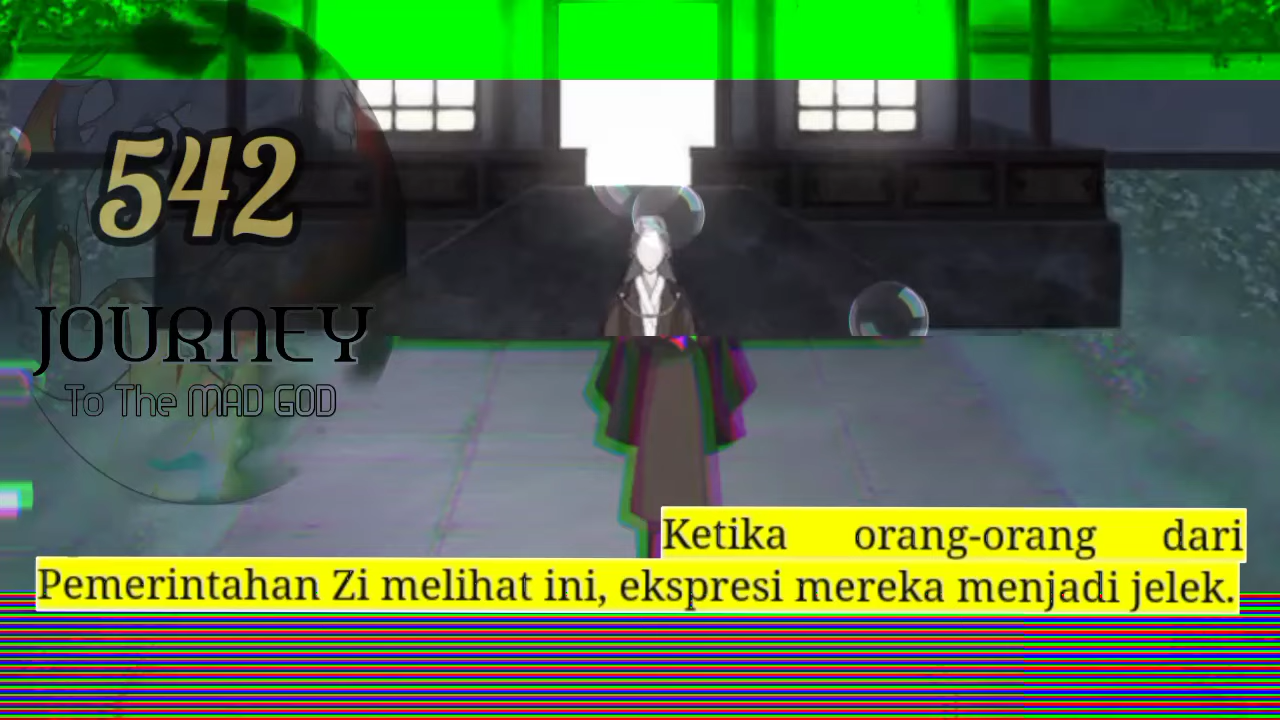 542
JOURNEY
To The MAD GOD
Ketika orang-orang dari
Pemerintahan Zi melihat ini, ekspresi mereka menjadi jelek.